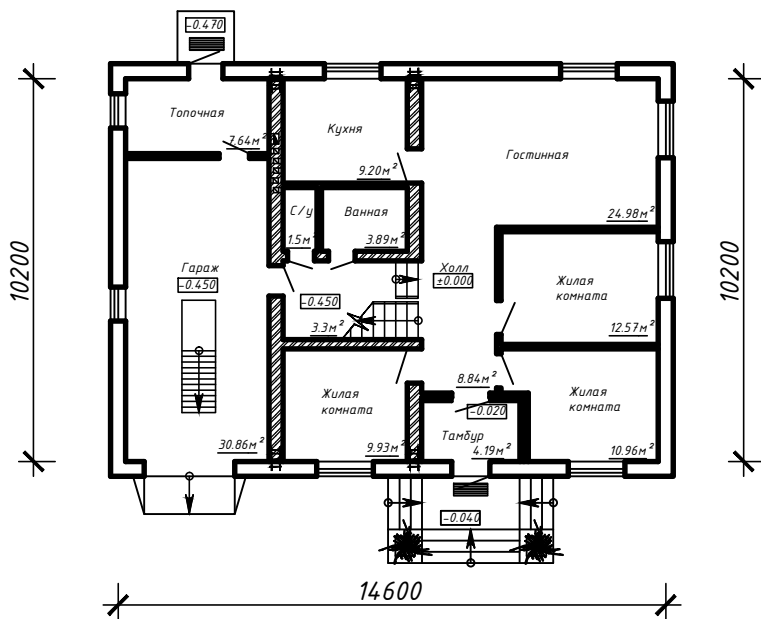 -0.470
Топочная
7.64м²
Кухня
9.20м²
Гостинная
24.98м²
С/у
1.5м²
Ванная
3.89м²
10200
10200
Гараж
-0.450
Холл
±0.000
-0.450
3.3м²
Жилая
комната
12.57м²
8.84м²
Жилая
комната
9.93м²
-0.020
Тамбур
4.19м²
Жилая
комната
10.96м²
30.86м²
-0.040
14600